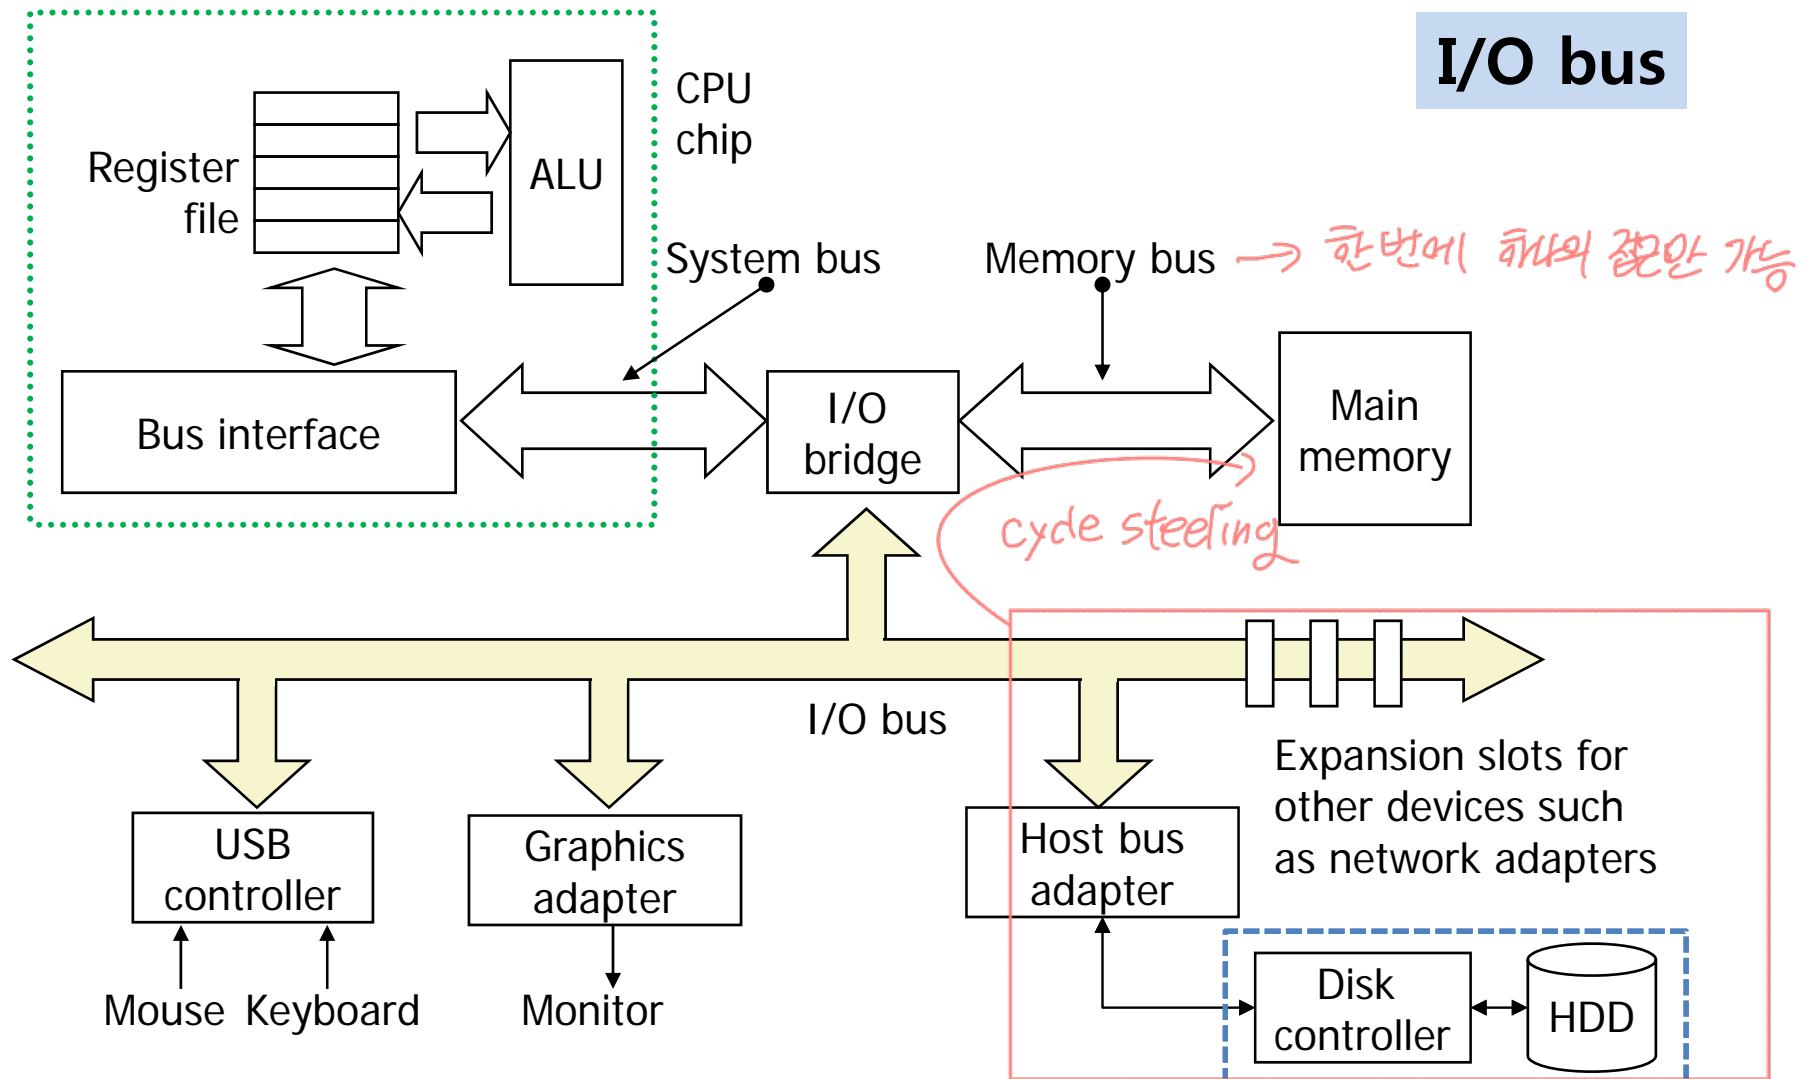 I/O bus
CPU
chip
Register
file
ALU
System bus
Memory bus → 한번에 하나의 접근만 가능
Bus interface
I/O
bridge
Main
memory
cycle steeling
I/O bus
Expansion slots for
other devices such
as network adapters
USB
controller
Graphics
adapter
Host bus
adapter
Mouse Keyboard
Monitor
Disk
controller
HDD